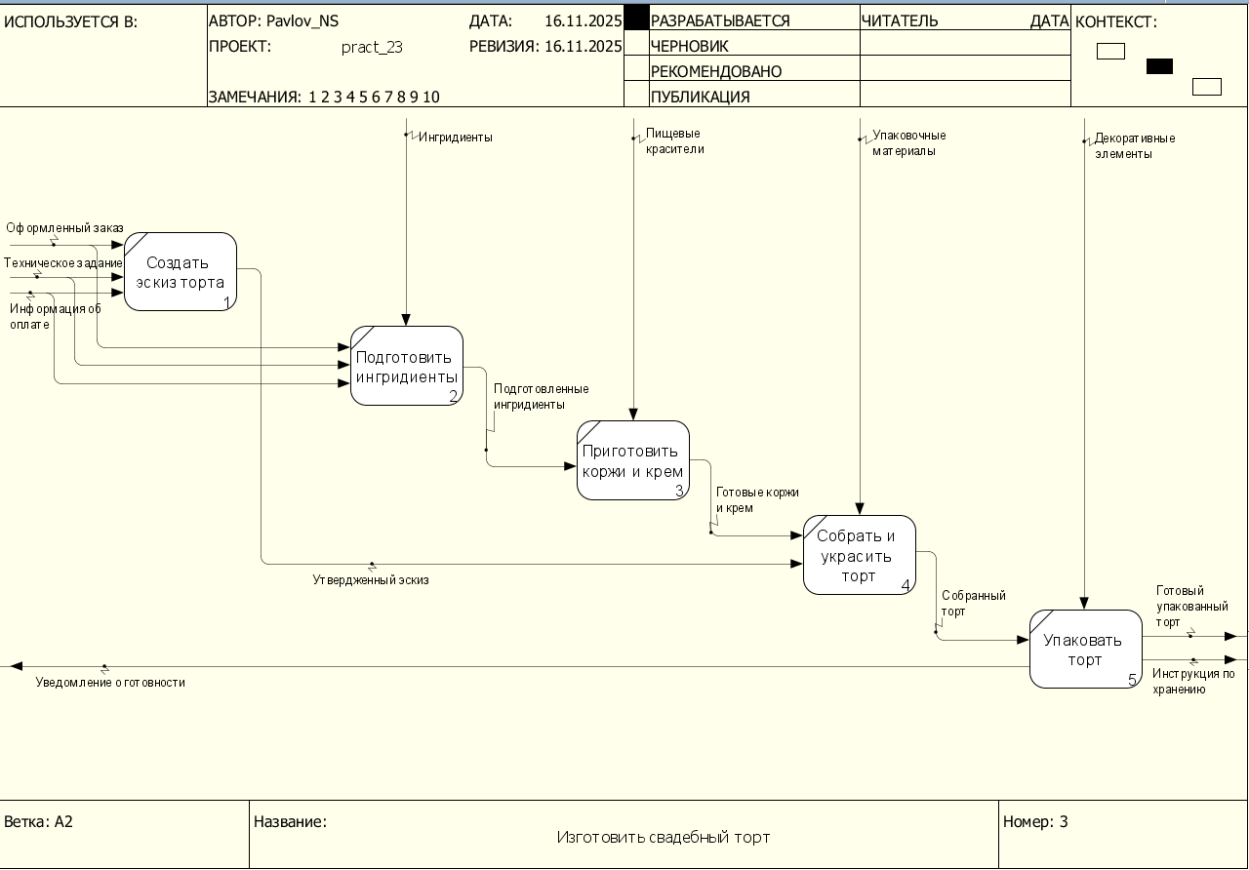 ИСПОЛЬЗУЕТСЯ В:
АВТОР: Pavlov_NS
ДАТА: 16.11.2025
ПРОЕКТ: pract_23
РЕВИЗИЯ: 16.11.2025
ЗАМЕЧАНИЯ: 1 2 3 4 5 6 7 8 9 10
РАЗРАБАТЫВАЕТСЯ
ЧЕРНОВИК
РЕКОМЕНДОВАНО
ПУБЛИКАЦИЯ
ЧИТАТЕЛЬ
ДАТА
КОНТЕКСТ:
Ингридиенты
Пищевые
красители
Упаковочные
материалы
Декоративные
элементы
Оформленный заказ
Техническое задание
Информация об
оплате
Создать
эскиз торта
1
Подготовить
ингридиенты
2
Подготовленные
ингридиенты
Приготовить
коржи и крем
3
Готовые коржи
и крем
Собрать и
украсить
торт
4
Утвердженный эскиз
Собранный
торт
Упаковать
торт
5
Готовый
упакованный
торт
Инструкция по
хранению
Уведомление о готовности
Ветка: A2
Название:
Изготовить свадебный торт
Номер: 3